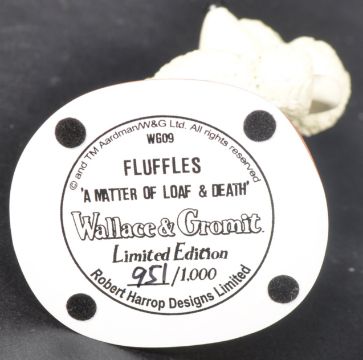 © and TM Aardman/W&G Ltd. All rights reserved
WG09
FLUFFLES
'A MATTER OF LOAF & DEATH'
Wallace & Gromit
Limited Edition
951/1,000
Robert Harrop Designs Limited